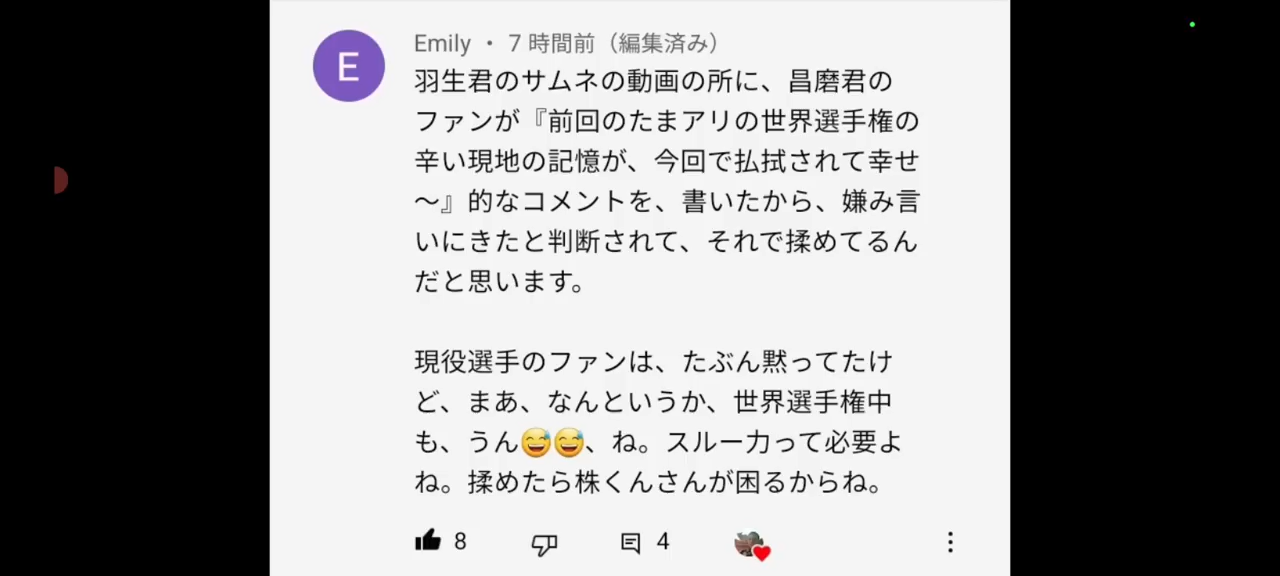 E
Emily ・ 7 時間前（編集済み）
羽生君のサムネの動画の所に、昌磨君の
ファンが『前回のたまアリの世界選手権の
辛い現地の記憶が、今回で払拭されて幸せ
〜』的なコメントを、書いたから、嫌み言
いにきたと判断されて、それで揉めてるん
だと思います。
現役選手のファンは、たぶん黙ってたけ
ど、まあ、なんというか、世界選手権中
も、うん😅😅、ね。スルー力って必要よ
ね。揉めたら株くんさんが困るからね。
8 4